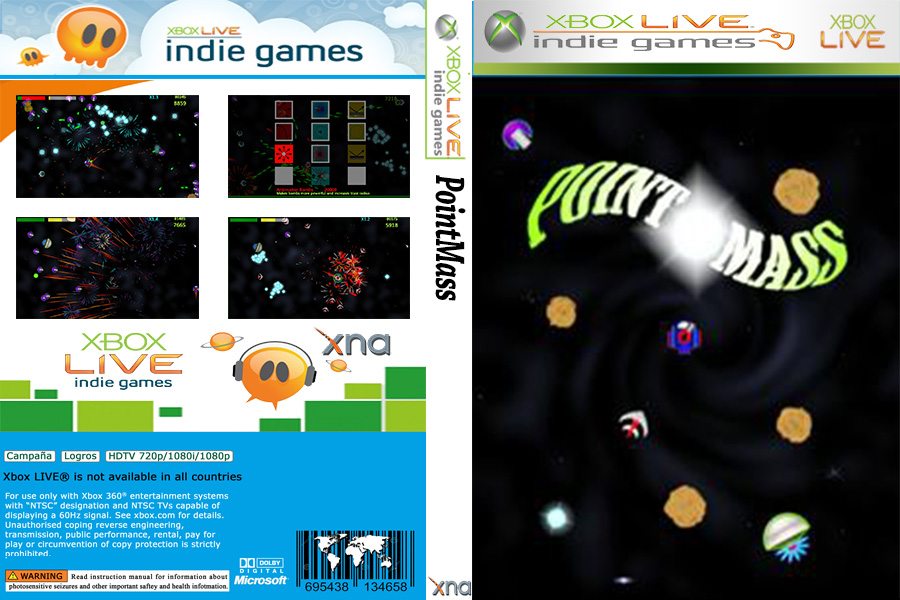 XBOX LIVE
indie games
8859
7665
5918
XBOX
LIVE
indie games
xna
Campaña Logros HDTV 720p/1080i/1080p
Xbox LIVE® is not available in all countries
For use only with Xbox 360® entertainment systems
with “NTSC” designation and NTSC TVs capable of
displaying a 60Hz signal. See xbox.com for details.
Unauthorised coping reverse engineering,
transmission, public performance, rental, pay for
play or circumvention of copy protection is strictly
prohibited.
WARNING Read instruction manual for information about
photosensitive seizures and other important saftey and health infotmation.
DOLBY
DIGITAL
Microsoft
695438 134658
XBOX LIVE
indie games
PointMass
xna
XBOX LIVE
indie games
XBOX
LIVE
POINT MASS